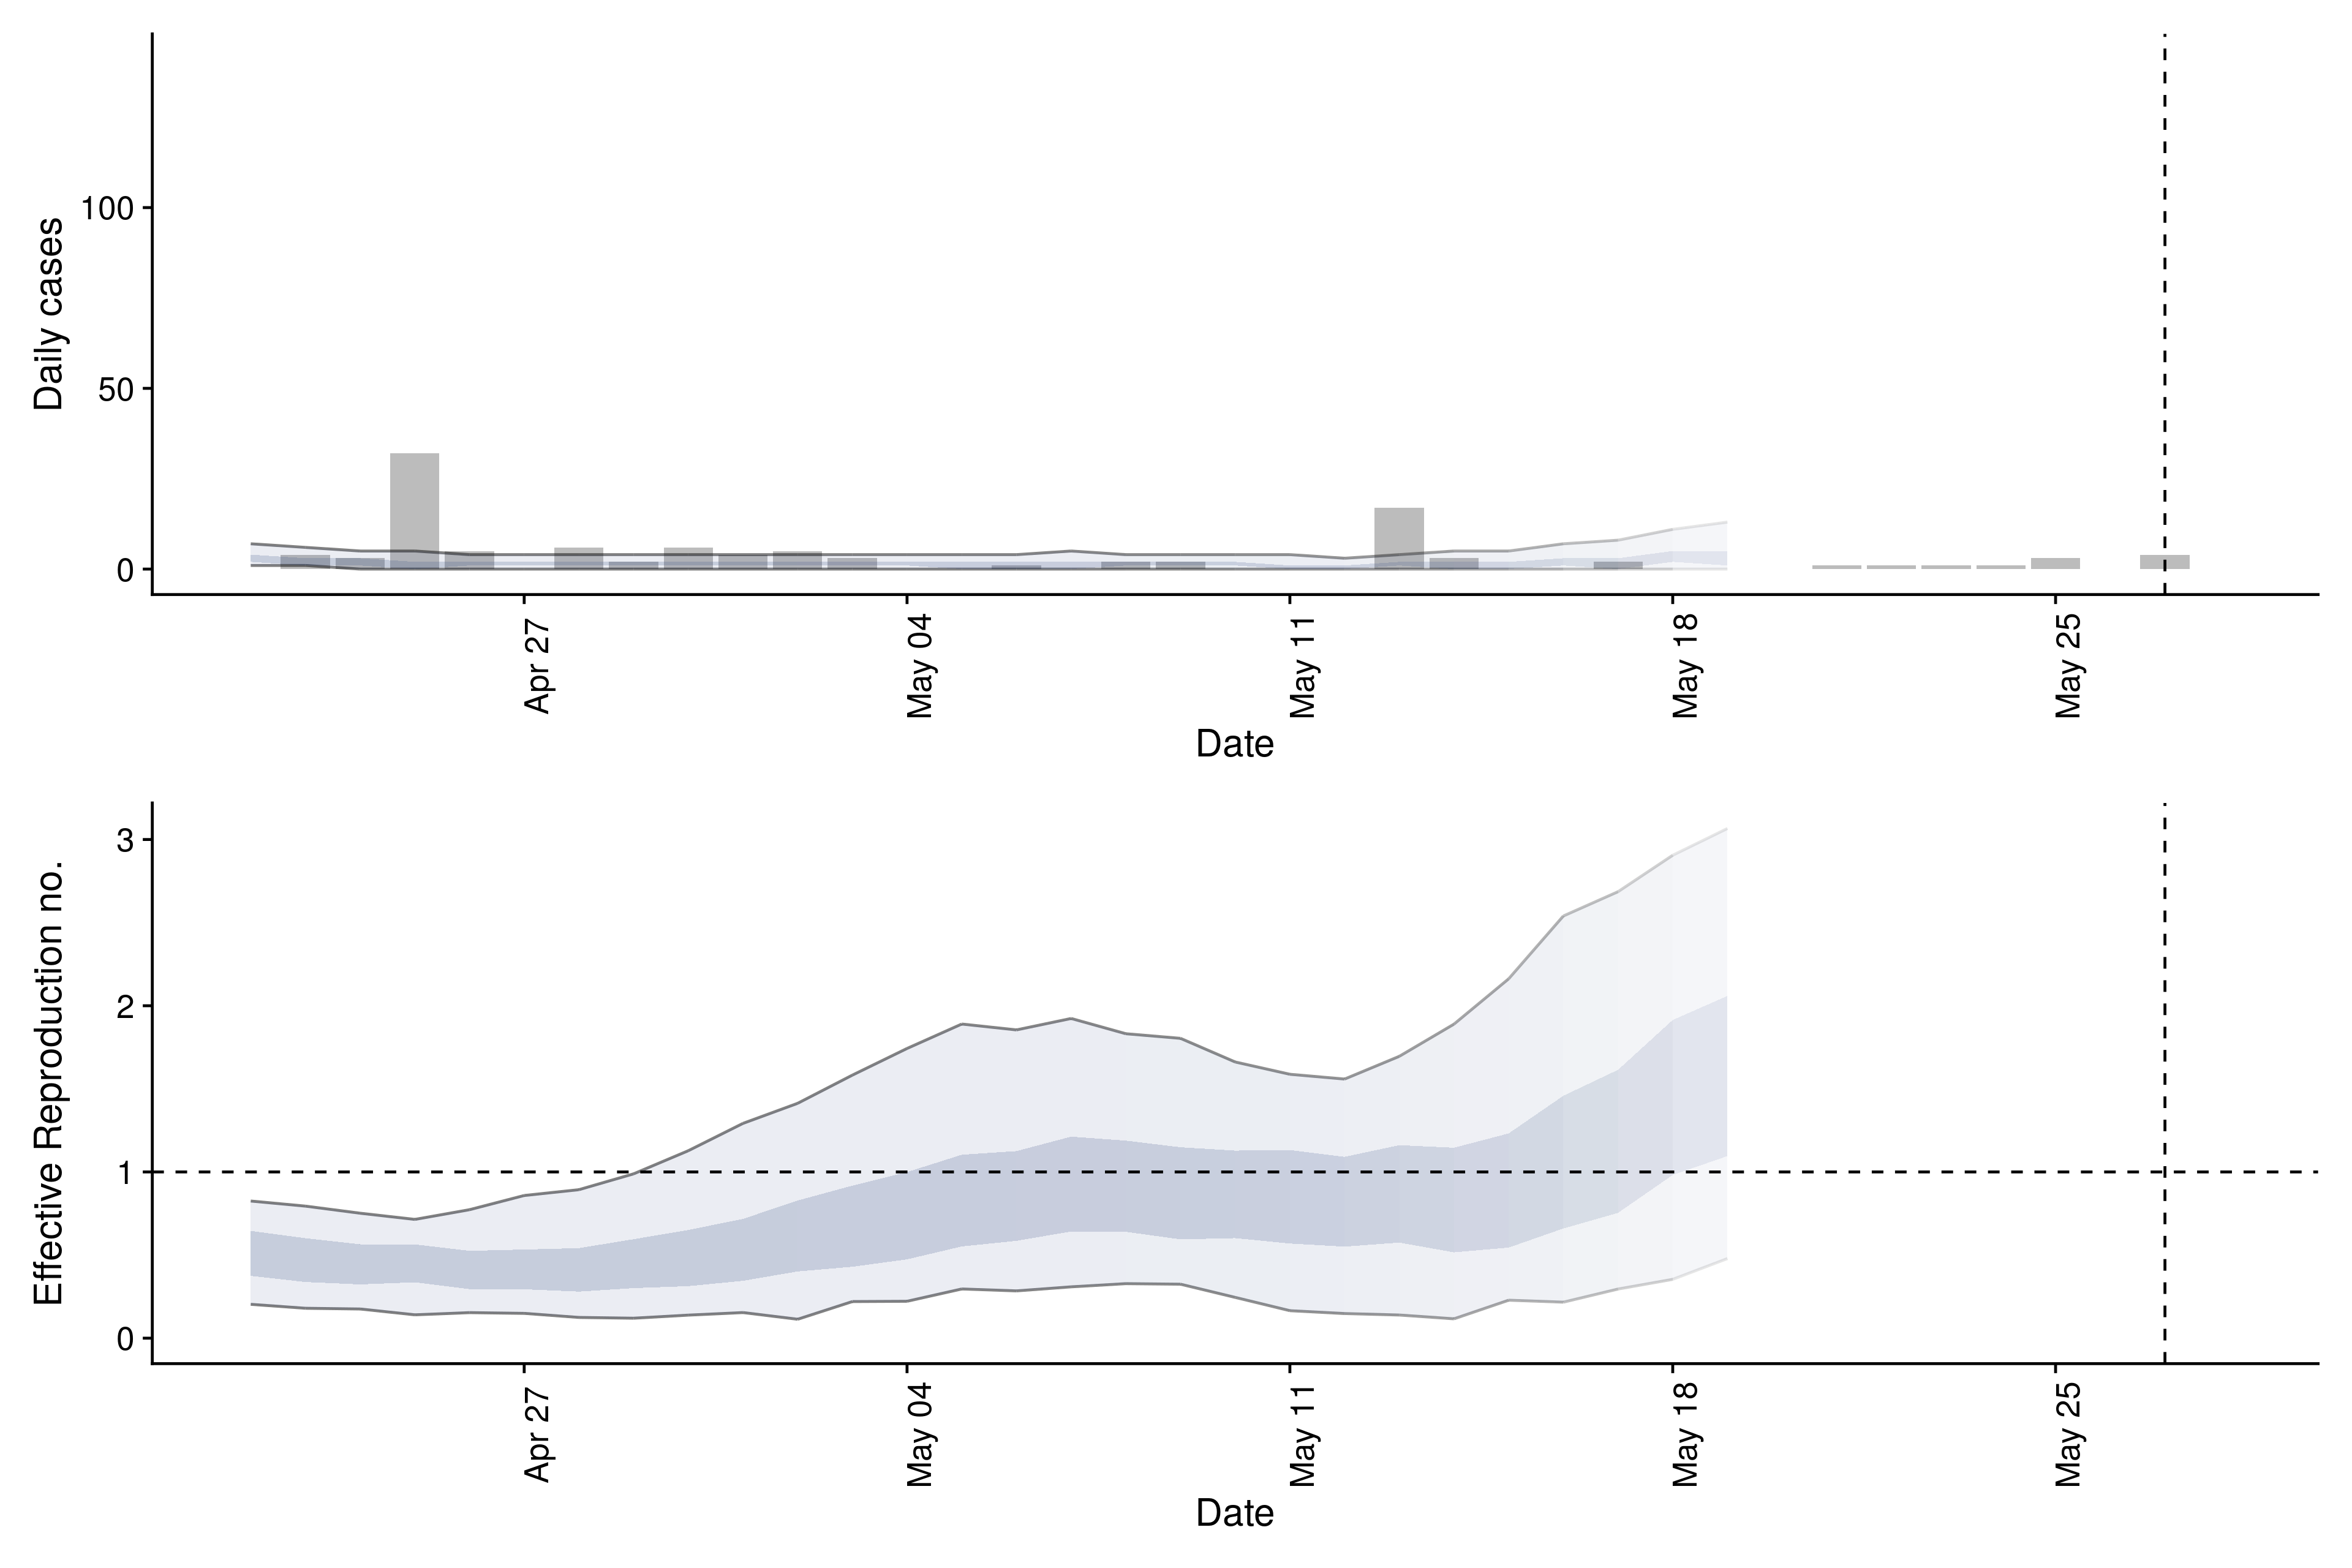 Daily cases
100
50
0
Apr 27
May 04
May 11
May 18
May 25
Date
Effective Reproduction no.
3
2
1
0
Apr 27
May 04
May 11
May 18
May 25
Date